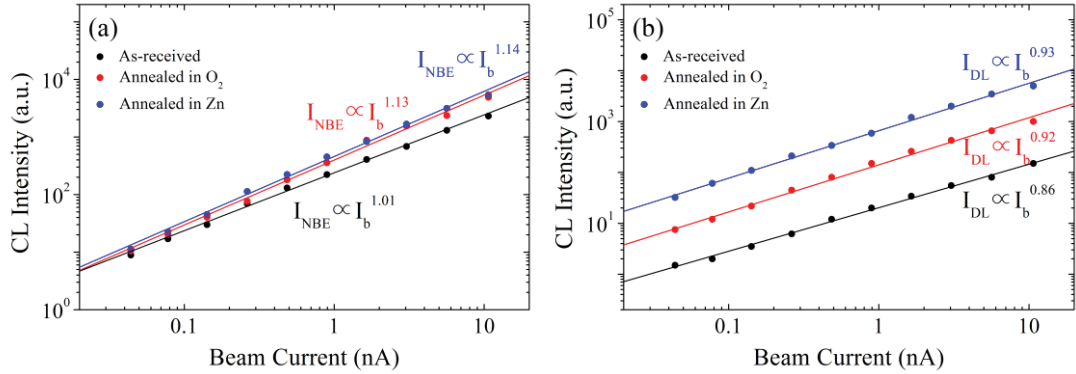 (a)
As-received
Annealed in O2
Annealed in Zn
I_NBE ∝ I_b^1.14
I_NBE ∝ I_b^1.13
I_NBE ∝ I_b^1.01
CL Intensity (a.u.)
10^4
10^2
10^0
0.1 1 10
Beam Current (nA)
(b)
As-received
Annealed in O2
Annealed in Zn
I_DL ∝ I_b^0.93
I_DL ∝ I_b^0.92
I_DL ∝ I_b^0.86
CL Intensity (a.u.)
10^5
10^3
10^1
0.1 1 10
Beam Current (nA)